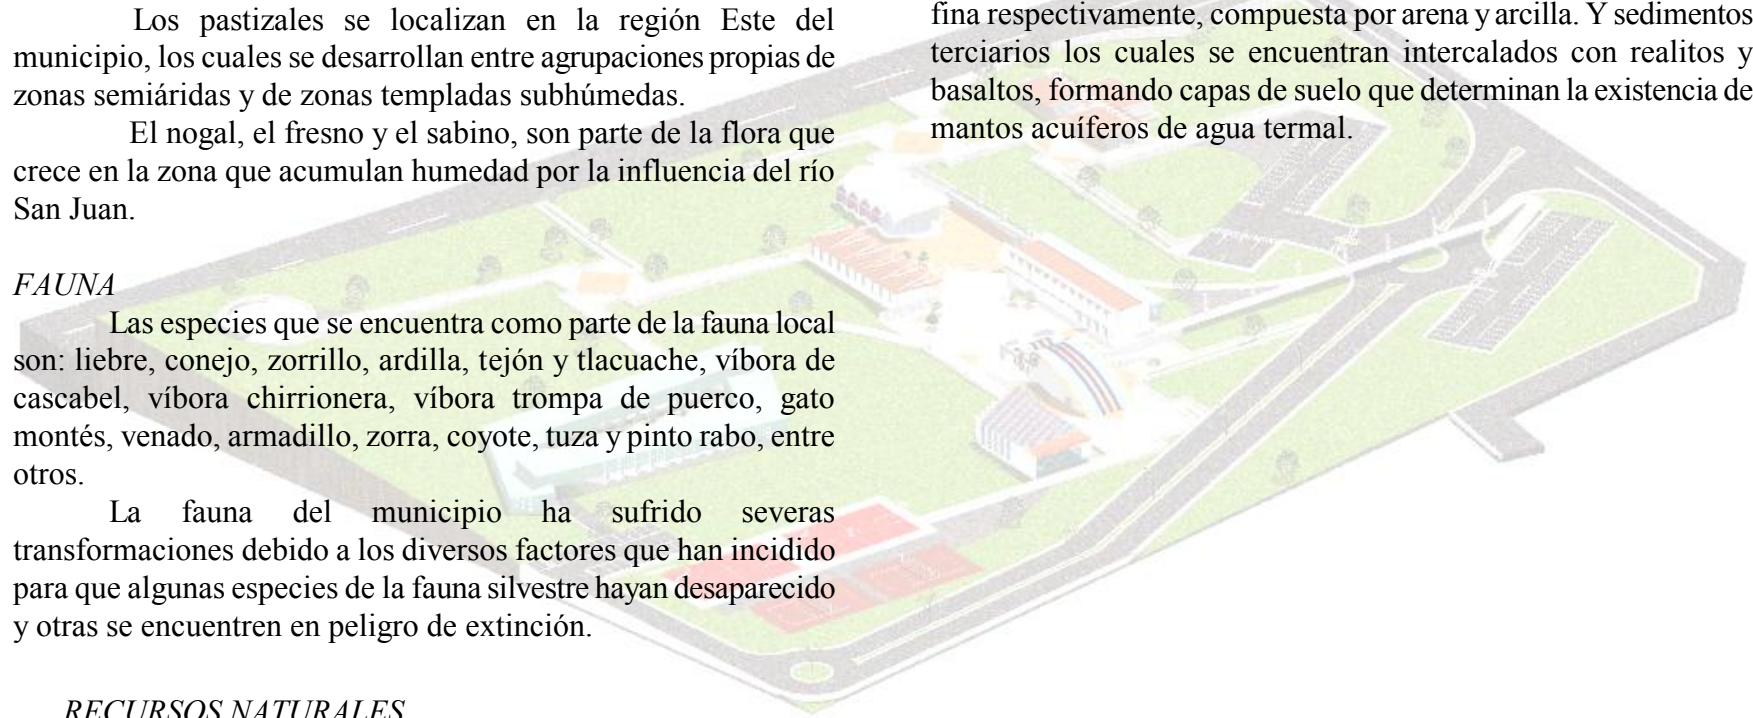 Los pastizales se localizan en la región Este del
municipio, los cuales se desarrollan entre agrupaciones propias de
zonas semiáridas y de zonas templadas subhúmedas.
El nogal, el fresno y el sabino, son parte de la flora que
crece en la zona que acumulan humedad por la influencia del río
San Juan.
FAUNA
Las especies que se encuentra como parte de la fauna local
son: liebre, conejo, zorrillo, ardilla, tejón y tlacuache, víbora de
cascabel, víbora chirrionera, víbora trompa de puerco, gato
montés, venado, armadillo, zorra, coyote, tuza y pinto rabo, entre
otros.
La fauna del municipio ha sufrido severas
transformaciones debido a los diversos factores que han incidido
para que algunas especies de la fauna silvestre hayan desaparecido
y otras se encuentren en peligro de extinción.
RECURSOS NATURALES
fina respectivamente, compuesta por arena y arcilla. Y sedimentos
terciarios los cuales se encuentran intercalados con realitos y
basaltos, formando capas de suelo que determinan la existencia de
mantos acuíferos de agua termal.